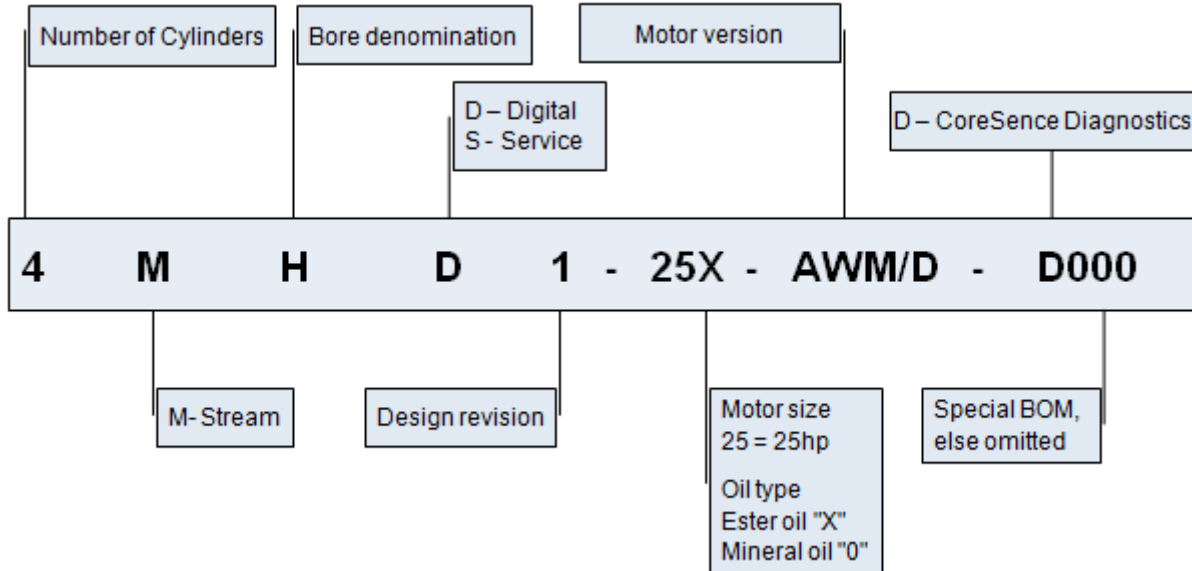 Number of Cylinders
Bore denomination
Motor version
D – Digital
S - Service
D – CoreSence Diagnostics
4 M H D 1 - 25X - AWM/D - D000
M- Stream
Design revision
Motor size
25 = 25hp
Oil type
Ester oil "X"
Mineral oil "0"
Special BOM,
else omitted